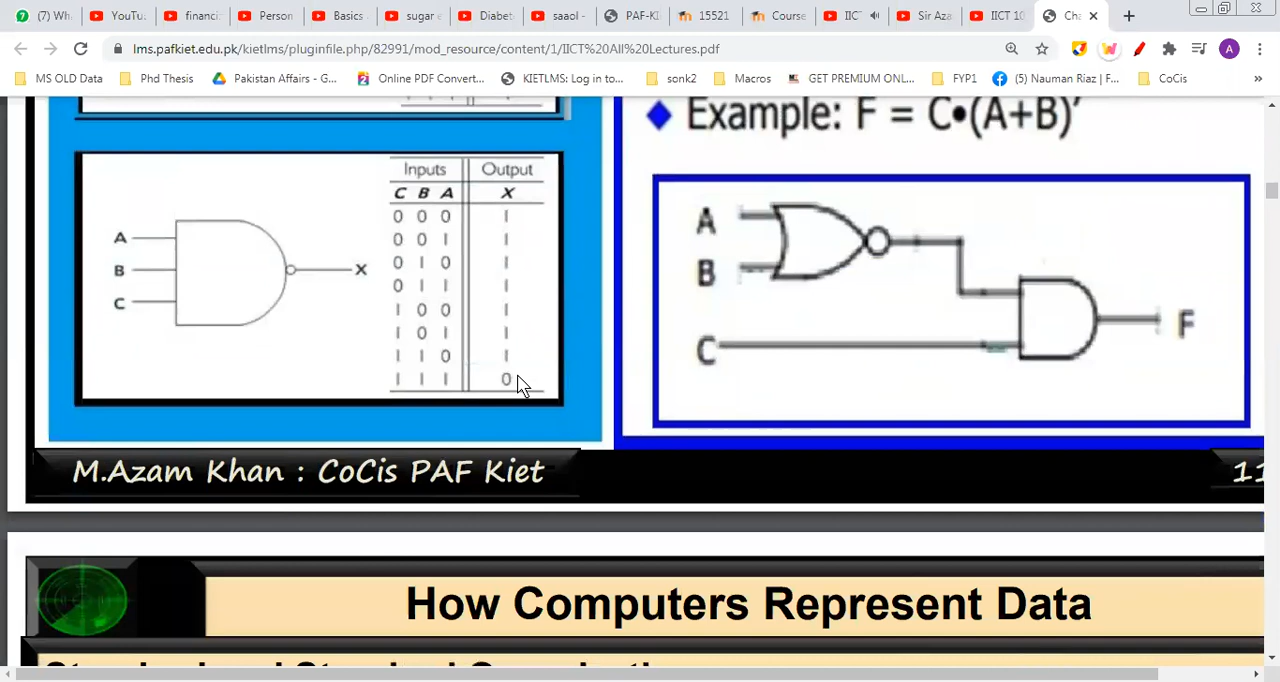 (7) Wh
YouTu
financi
Person
Basics
sugar e
Diabet
saaol -
PAF-KI
15521
Course
IIC
Sir Aza
IICT 10
Cha
lms.pafkiet.edu.pk/kietlms/pluginfile.php/82991/mod_resource/content/1/IICT%20All%20Lectures.pdf
A
MS OLD Data
Phd Thesis
Pakistan Affairs - G...
Online PDF Convert...
KIETLMS: Log in to...
sonk2
Macros
GET PREMIUM ONL...
FYP1
(5) Nauman Riaz | F...
CoCis
»
Inputs Output
C B A X
0 0 0 1
0 0 1 1
0 1 0 1
0 1 1 1
1 0 0 1
1 0 1 1
1 1 0 1
1 1 1 0
A
B
C
X
Example: F = C•(A+B)′
A
B
C
F
M.Azam Khan : CoCis PAF Kiet
11
How Computers Represent Data